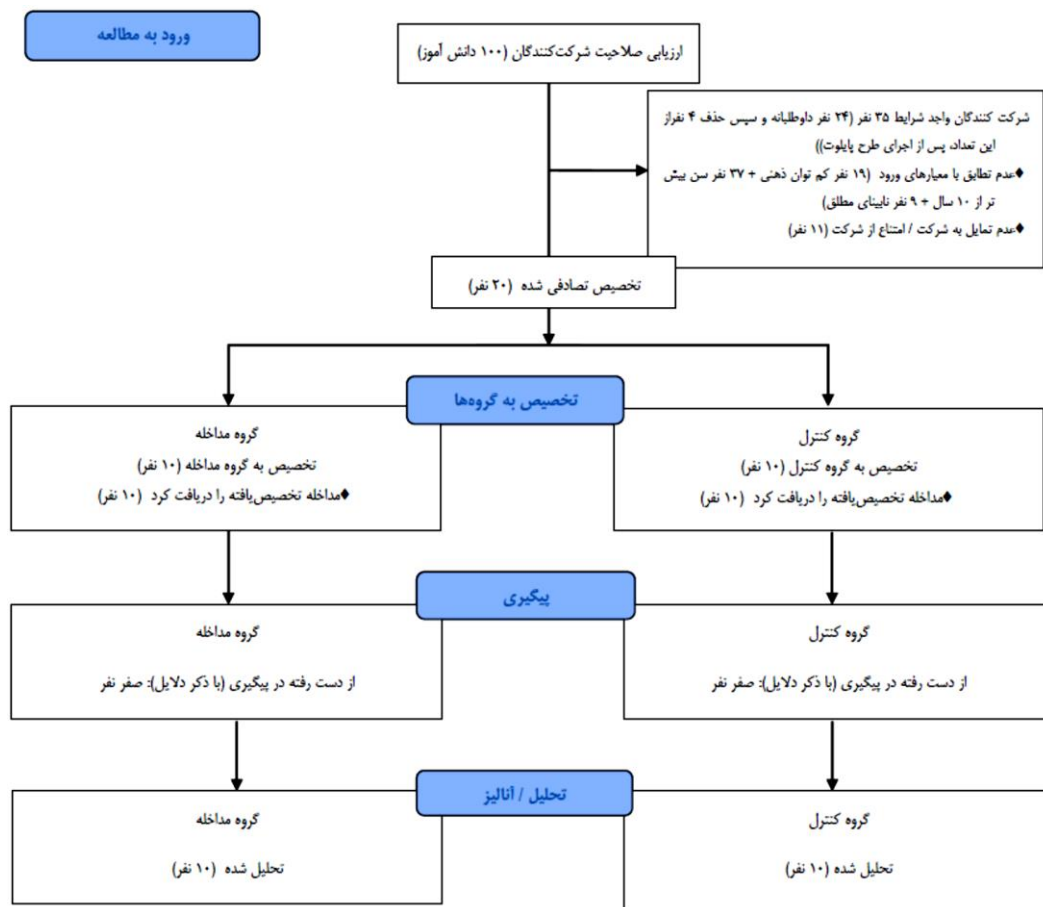 ورود به مطالعه
ارزیابی صلاحیت شرکت‌کنندگان (۱۰۰ دانش آموز)
شرکت کنندگان واجد شرایط ۳۵ نفر (۲۴ نفر داوطلبانه و سپس حذف ۴ نفراز
این تعداد، پس از اجرای طرح پایلوت))
♦عدم تطابق با معیارهای ورود (۱۹ نفر کم توان ذهنی + ۳۷ نفر سن بیش
تر از ۱۰ سال + ۹ نفر نابینای مطلق)
♦عدم تمایل به شرکت / امتناع از شرکت (۱۱ نفر)
تخصیص تصادفی شده (۲۰ نفر)
تخصیص به گروه‌ها
گروه کنترل
تخصیص به گروه کنترل (۱۰ نفر)
♦مداخله تخصیص‌یافته را دریافت کرد (۱۰ نفر)
گروه مداخله
تخصیص به گروه مداخله (۱۰ نفر)
♦مداخله تخصیص‌یافته را دریافت کرد (۱۰ نفر)
پیگیری
گروه کنترل
از دست رفته در پیگیری (با ذکر دلایل): صفر نفر
گروه مداخله
از دست رفته در پیگیری (با ذکر دلایل): صفر نفر
تحلیل / آنالیز
گروه کنترل
تحلیل شده (۱۰ نفر)
گروه مداخله
تحلیل شده (۱۰ نفر)